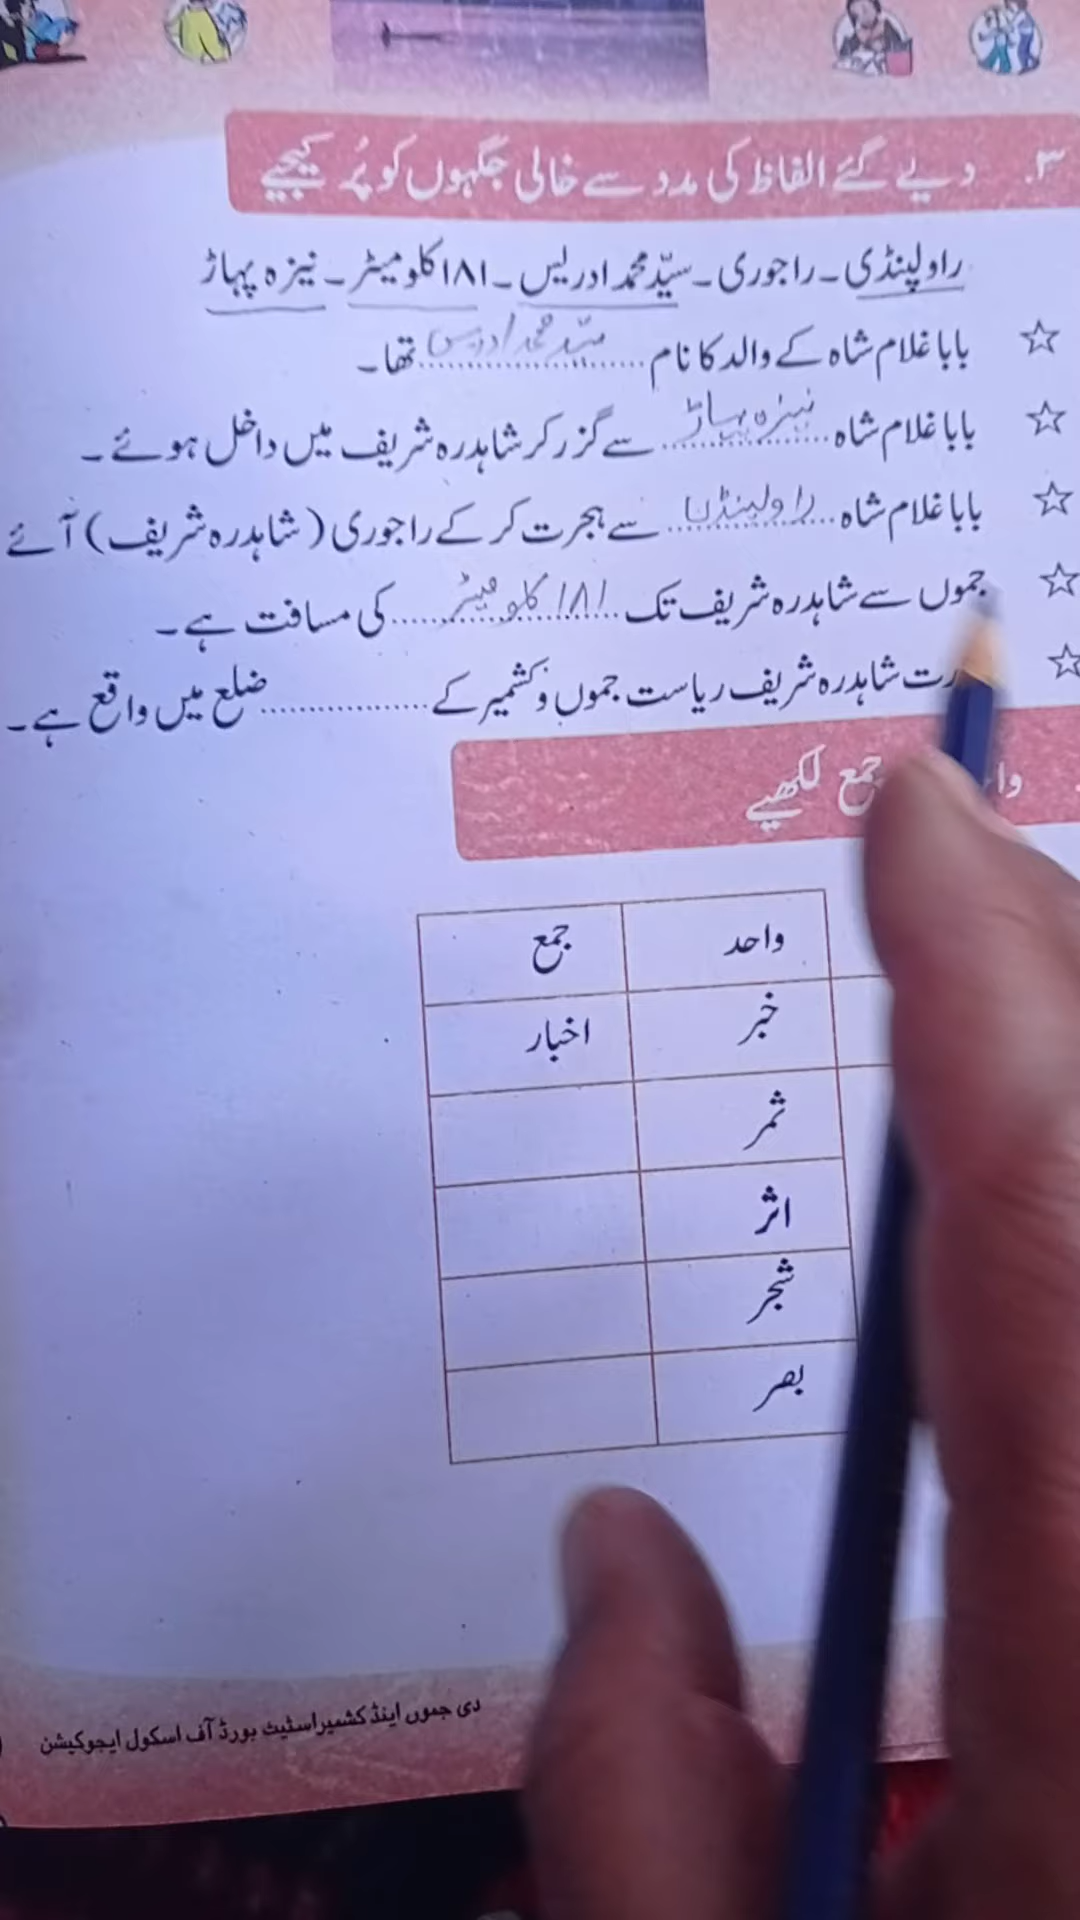 ۳. دیے گئے الفاظ کی مدد سے خالی جگہوں کو پُر کیجیے
راولپنڈی۔ راجوری۔ سیّد محمد ادریس۔ ۱۸۱ کلومیٹر۔ نیزہ پہاڑ
☆ بابا غلام شاہ کے والد کا نام ...سیّد محمد ادریس... تھا۔
☆ بابا غلام شاہ ...نیزہ پہاڑ... سے گزر کر شاہدرہ شریف میں داخل ہوئے۔
☆ بابا غلام شاہ ...راولپنڈی... سے ہجرت کر کے راجوری (شاہدرہ شریف) آئے
☆ جموں سے شاہدرہ شریف تک ...۱۸۱ کلو میٹر... کی مسافت ہے۔
☆ شاہدرہ شریف ریاست جموں و کشمیر کے ................ ضلع میں واقع ہے۔
جمع لکھیے
واحد جمع
خبر اخبار
ثمر
اثر
شجر
بصر
دی جموں اینڈ کشمیر اسٹیٹ بورڈ آف اسکول ایجوکیشن